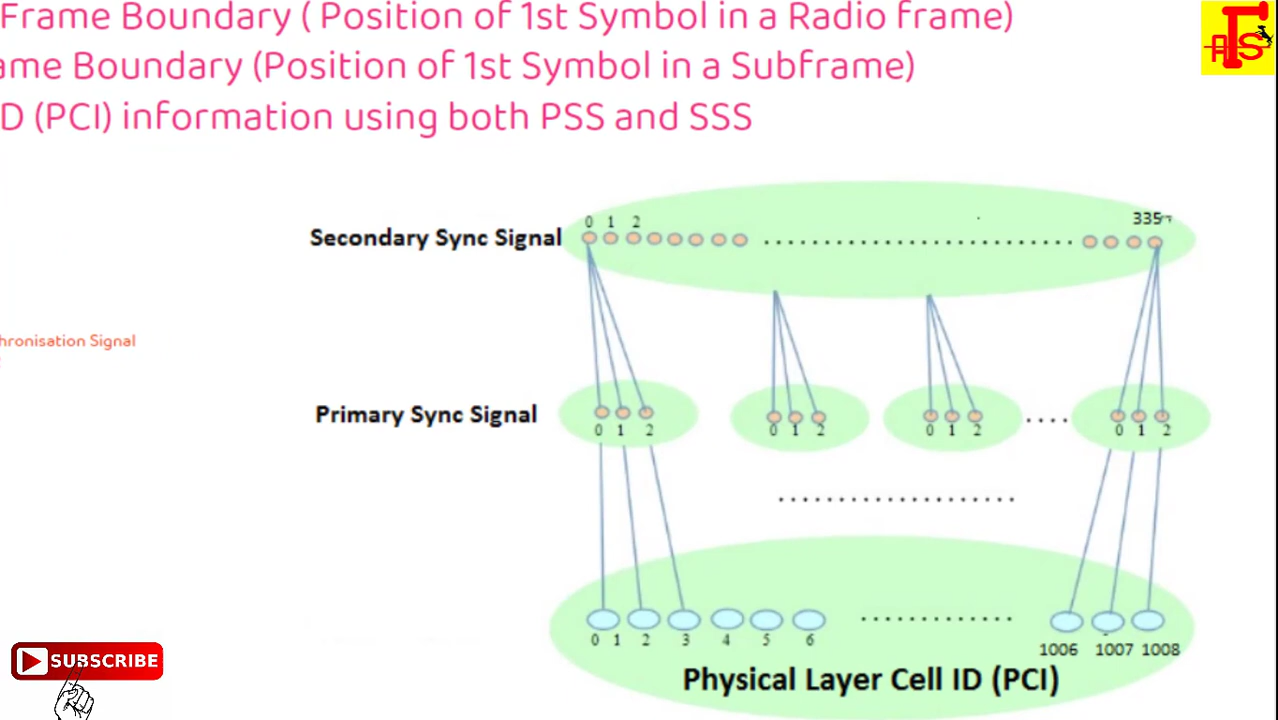 Frame Boundary ( Position of 1st Symbol in a Radio frame)
ame Boundary (Position of 1st Symbol in a Subframe)
D (PCI) information using both PSS and SSS
0 1 2 335
Secondary Sync Signal
hronisation Signal
Primary Sync Signal
0 1 2 0 1 2 0 1 2 0 1 2
0 1 2 3 4 5 6
1006 1007 1008
SUBSCRIBE
Physical Layer Cell ID (PCI)